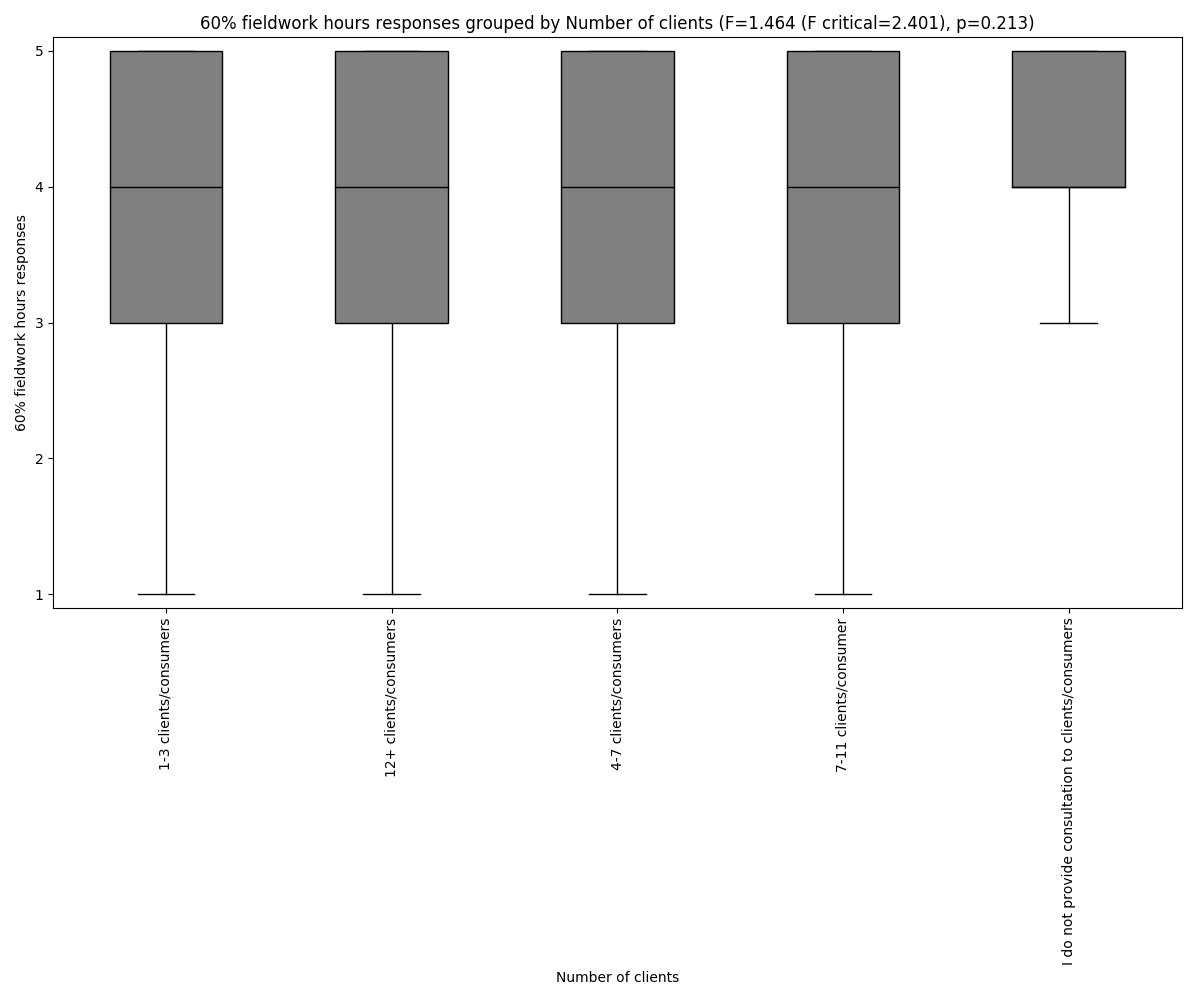 60% fieldwork hours responses grouped by Number of clients (F=1.464 (F critical=2.401), p=0.213)
60% fieldwork hours responses
5
4
3
2
1
1-3 clients/consumers
12+ clients/consumers
4-7 clients/consumers
7-11 clients/consumer
I do not provide consultation to clients/consumers
Number of clients